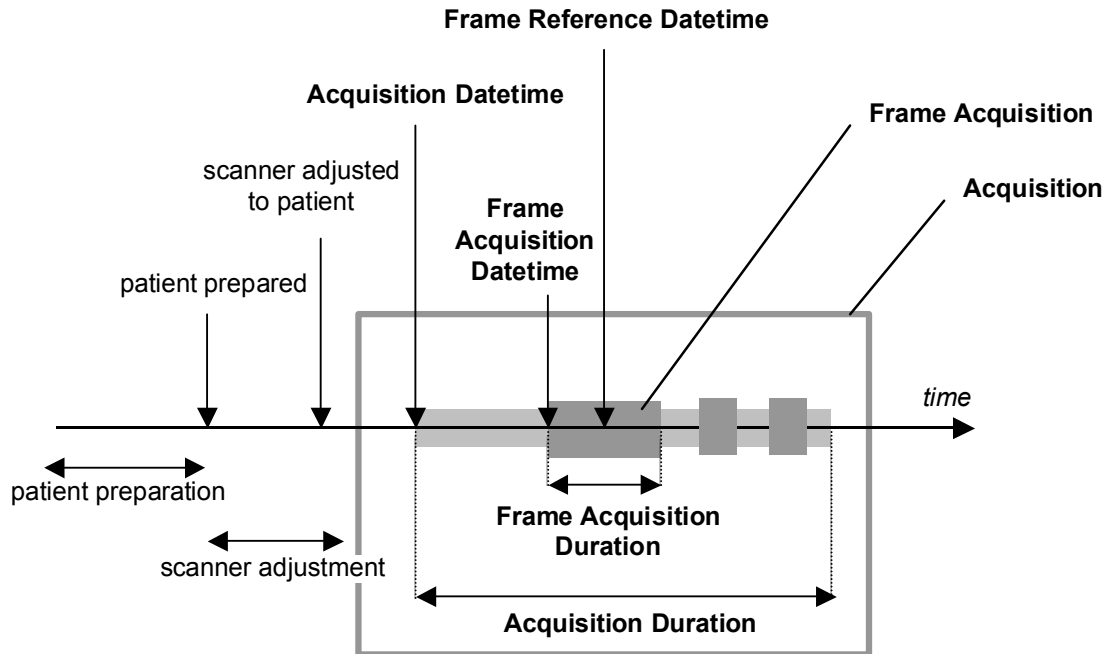 Frame Reference Datetime
Acquisition Datetime
Frame Acquisition
scanner adjusted
to patient
Acquisition
Frame
Acquisition
Datetime
patient prepared
time
patient preparation
Frame Acquisition
Duration
scanner adjustment
Acquisition Duration